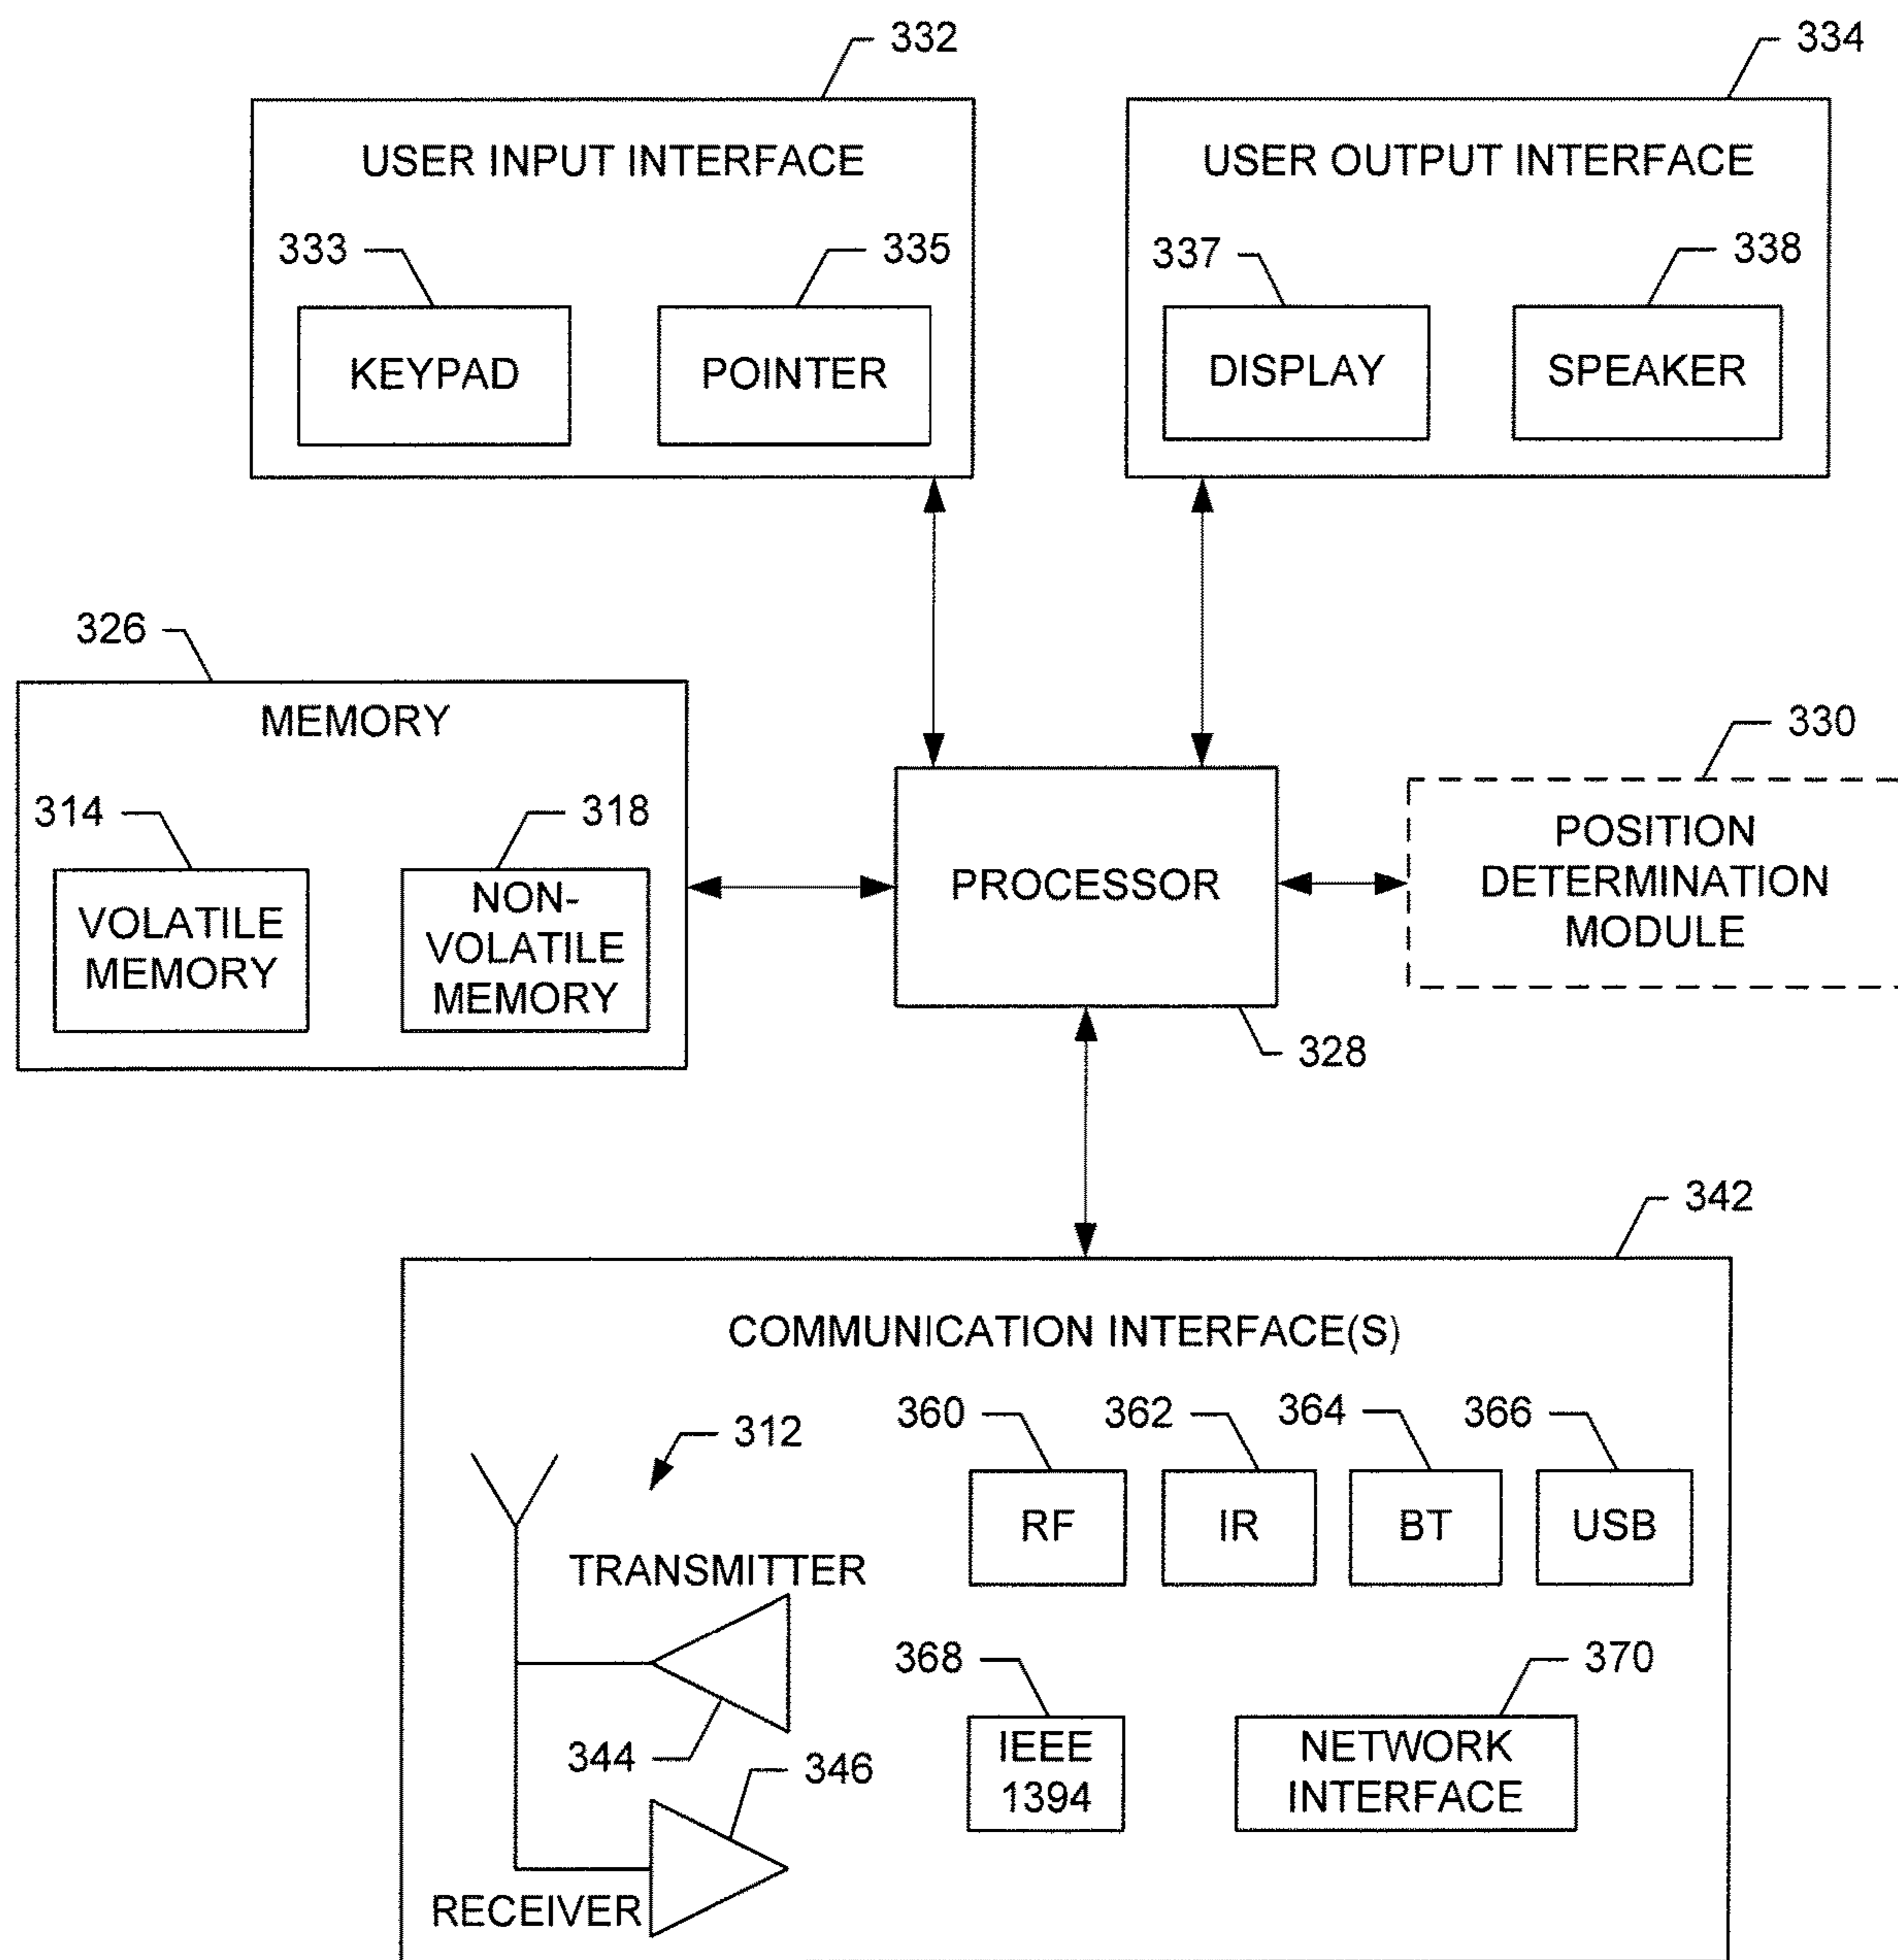 332
334
USER INPUT INTERFACE
USER OUTPUT INTERFACE
333
335
337
338
KEYPAD
POINTER
DISPLAY
SPEAKER
326
MEMORY
330
314
318
VOLATILE
MEMORY
NON-
VOLATILE
MEMORY
PROCESSOR
POSITION
DETERMINATION
MODULE
328
342
COMMUNICATION INTERFACE(S)
312
360
362
364
366
RF
IR
BT
USB
TRANSMITTER
344
346
368
370
IEEE
1394
NETWORK
INTERFACE
RECEIVER